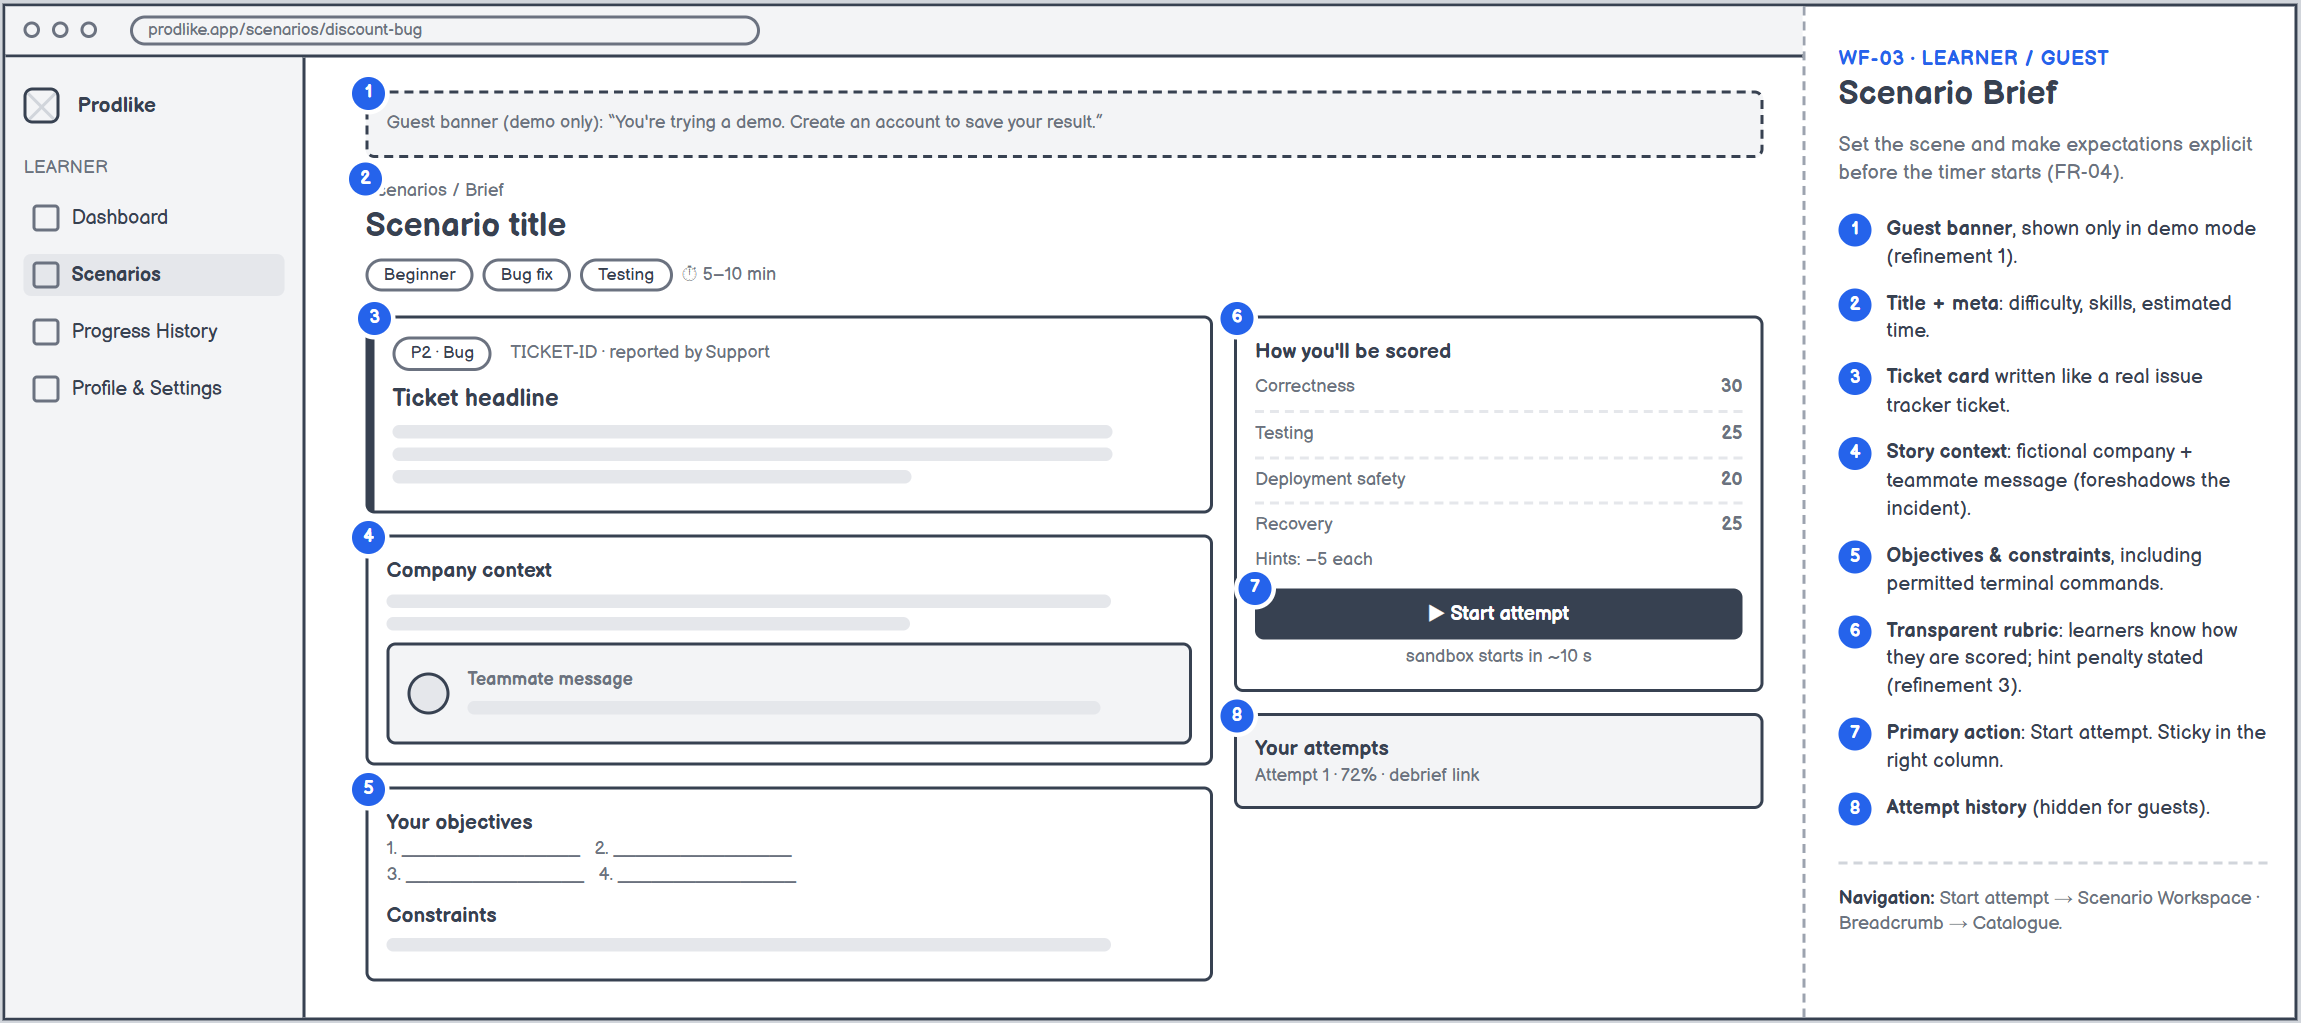 prodlike.app/scenarios/discount-bug
Prodlike
LEARNER
Dashboard
Scenarios
Progress History
Profile & Settings
1
Guest banner (demo only): “You're trying a demo. Create an account to save your result.”
2
cenarios / Brief
Scenario title
Beginner
Bug fix
Testing
⏱ 5–10 min
3
P2 · Bug
TICKET-ID · reported by Support
Ticket headline
4
Company context
Teammate message
5
Your objectives
1. ____________________ 2. ____________________
3. ____________________ 4. ____________________
Constraints
6
How you'll be scored
Correctness 30
Testing 25
Deployment safety 20
Recovery 25
Hints: −5 each
7
▶ Start attempt
sandbox starts in ~10 s
8
Your attempts
Attempt 1 · 72% · debrief link
WF-03 · LEARNER / GUEST
Scenario Brief
Set the scene and make expectations explicit
before the timer starts (FR-04).
1 Guest banner, shown only in demo mode
(refinement 1).
2 Title + meta: difficulty, skills, estimated
time.
3 Ticket card written like a real issue
tracker ticket.
4 Story context: fictional company +
teammate message (foreshadows the
incident).
5 Objectives & constraints, including
permitted terminal commands.
6 Transparent rubric: learners know how
they are scored; hint penalty stated
(refinement 3).
7 Primary action: Start attempt. Sticky in the
right column.
8 Attempt history (hidden for guests).
Navigation: Start attempt → Scenario Workspace ·
Breadcrumb → Catalogue.